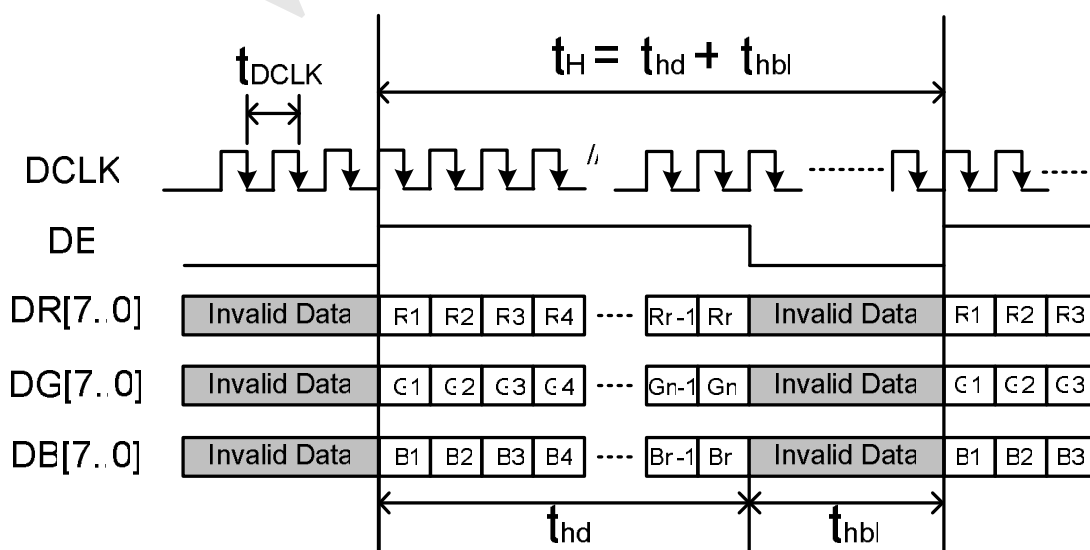 tH = thd + thbl
tDCLK
DCLK //
DE
DR[7..0] Invalid Data R1 R2 R3 R4 Rr-1 Rr Invalid Data R1 R2 R3
DG[7..0] Invalid Data G1 G2 G3 G4 Gn-1 Gn Invalid Data G1 G2 G3
DB[7..0] Invalid Data B1 B2 B3 B4 Br-1 Br Invalid Data B1 B2 B3
thd thbl